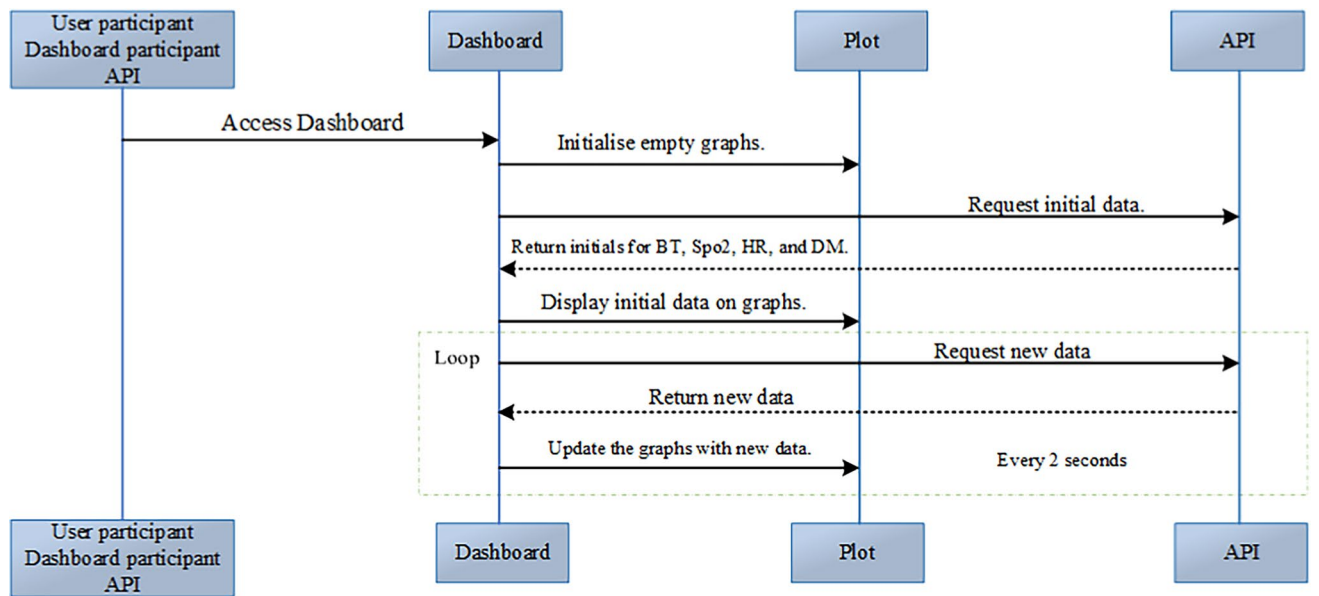 User participant
Dashboard participant
API
Dashboard
Plot
API
Access Dashboard
Initialise empty graphs.
Request initial data.
Return initials for BT, Spo2, HR, and DM.
Display initial data on graphs.
Loop
Request new data
Return new data
Update the graphs with new data.
Every 2 seconds
User participant
Dashboard participant
API
Dashboard
Plot
API